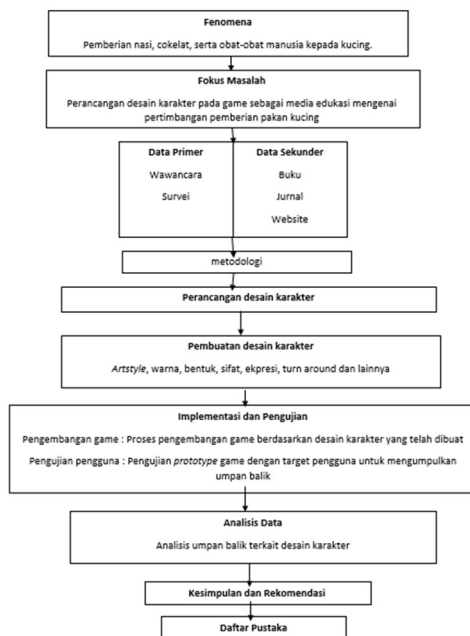 Fenomena
Pemberian nasi, cokelat, serta obat-obat manusia kepada kucing.
Fokus Masalah
Perancangan desain karakter pada game sebagai media edukasi mengenai
pertimbangan pemberian pakan kucing
Data Primer
Wawancara
Survei
Data Sekunder
Buku
Jurnal
Website
metodologi
Perancangan desain karakter
Pembuatan desain karakter
Artstyle, warna, bentuk, sifat, ekpresi, turn around dan lainnya
Implementasi dan Pengujian
Pengembangan game : Proses pengembangan game berdasarkan desain karakter yang telah dibuat
Pengujian pengguna : Pengujian prototype game dengan target pengguna untuk mengumpulkan
umpan balik
Analisis Data
Analisis umpan balik terkait desain karakter
Kesimpulan dan Rekomendasi
Daftar Pustaka